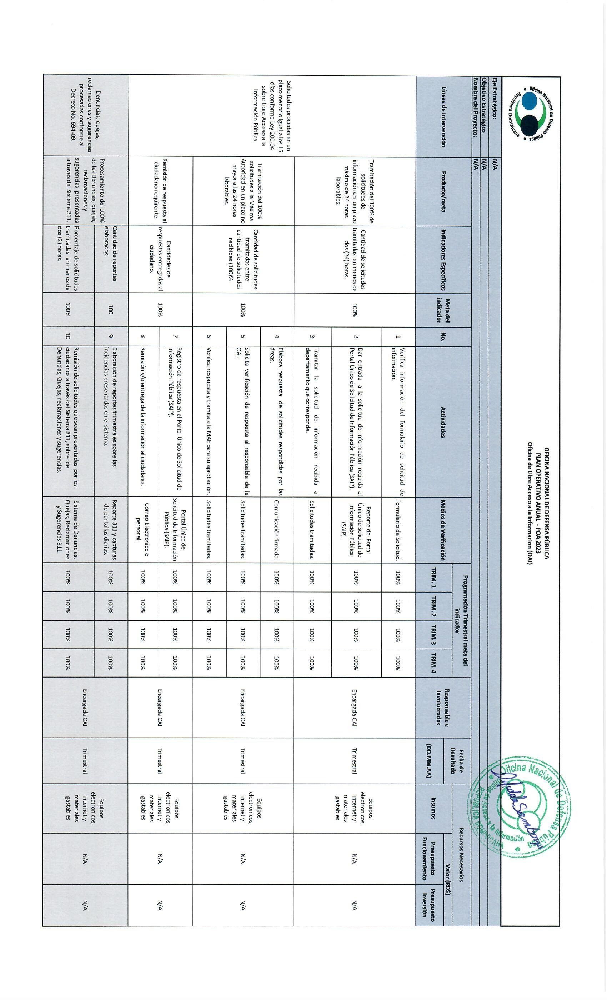 Oficina Nacional de Defensa Pública
República Dominicana
OFICINA NACIONAL DE DEFENSA PÚBLICA
PLAN OPERATIVO ANUAL - POA 2023
Oficina de Libre Acceso a la Informacion (OAI)
Oficina Nacional de Defensa Pública
Oficina de Acceso a la Información
REPÚBLICA DOMINICANA
Eje Estratégico:
N/A
Objetivo Estratégico
N/A
Nombre del Proyecto:
N/A
Líneas de intervención
Producto/meta
Indicadores Específicos
Meta del
indicador
No.
Actividades
Medios de Verificación
Programación Trimestral meta del
indicador
TRIM. 1
TRIM. 2
TRIM. 3
TRIM. 4
Responsable e
Involucrados
Fecha de
Resultado
(DD.MM.AA)
Recursos Necesarios
Insumos
Valor (RD$)
Presupuesto
Funcionamiento
Presupuesto
Inversión
Solicitudes procedas en un
plazo menor o igual a los 15
días conforme Ley 200-04
sobre Libre Acceso a la
Información Pública.
Tramitación del 100% de
solicitudes de
información en un plazo
máximo de 24 horas
laborables.
Cantidad de solicitudes
tramitadas en menos de
dos (24) horas.
100%
1
Verifica información del formulario de solicitud de
información.
Formulario de Solicitud.
100%
100%
100%
100%
2
Dar entrada a la solicitud de información recibida al
Portal Único de Solicitud de Información Pública (SAIP).
Reporte del Portal
Único de Solicitud de
Información Pública
(SAIP).
100%
100%
100%
100%
3
Tramitar la solicitud de información recibida al
departamento que corresponde.
Solicitudes tramitadas.
100%
100%
100%
100%
Encargada OAI
Trimestral
Equipos
electronicos,
internet y
materiales
gastables
N/A
N/A
Tramitación del 100%
solicitudes a la Máxima
Autoridad en un plazo no
mayor a las 24 horas
laborables.
Cantidad de solicitudes
tramitadas entre
cantidad de solicitudes
recibidas (100)%
100%
4
Elabora respuesta de solicitudes respondidas por las
áreas.
Comunicación firmada.
100%
100%
100%
100%
5
Solicita verificación de respuesta al responsable de la
OAI.
Solicitudes tramitadas.
100%
100%
100%
100%
6
Verifica respuesta y tramita a la MAE para su aprobación.
Solicitudes tramitadas.
100%
100%
100%
100%
Encargada OAI
Trimestral
Equipos
electronicos,
internet y
materiales
gastables
N/A
N/A
Remisión de respuesta al
ciudadano requirente.
Cantidades de
respuestas entregadas al
ciudadano.
100%
7
Registro de respuesta en el Portal Único de Solicitud de
Información Pública (SAIP).
Portal Único de
Solicitud de Información
Pública (SAIP).
100%
100%
100%
100%
8
Remisión y/o entrega de la información al ciudadano .
Correo Electronico o
personal.
100%
100%
100%
100%
Encargada OAI
Trimestral
Equipos
electronicos,
internet y
materiales
gastables
N/A
N/A
Denuncias, quejas,
reclamaciones y sugerencias
procesadas conforme al
Decreto No. 694-09.
Procesamiento del 100%
de las Denuncias, quejas,
reclamaciones y
sugerencias presentadas
a traves del Sistema 311.
Cantidad de reportes
elaborados.
100
9
Elaboración de reportes trimestrales sobre las
incidencias presentadas en el sistema.
Reporte 311 y capturas
de pantallas diarias.
100%
100%
100%
100%
Porcentaje de solicitudes
tramitadas en menos de
dos (2) horas.
100%
10
Remisión de solicitudes que sean presentadas por los
ciudadanos a través del Sistema 311, sobre de
Denuncias, Quejas, reclamaciones y sugerencias.
Sistema de Denuncias,
Quejas, Reclamaciones
y Sugerencias 311.
100%
100%
100%
100%
Encargada OAI
Trimestral
Equipos
electronicos,
internet y
materiales
gastables
N/A
N/A